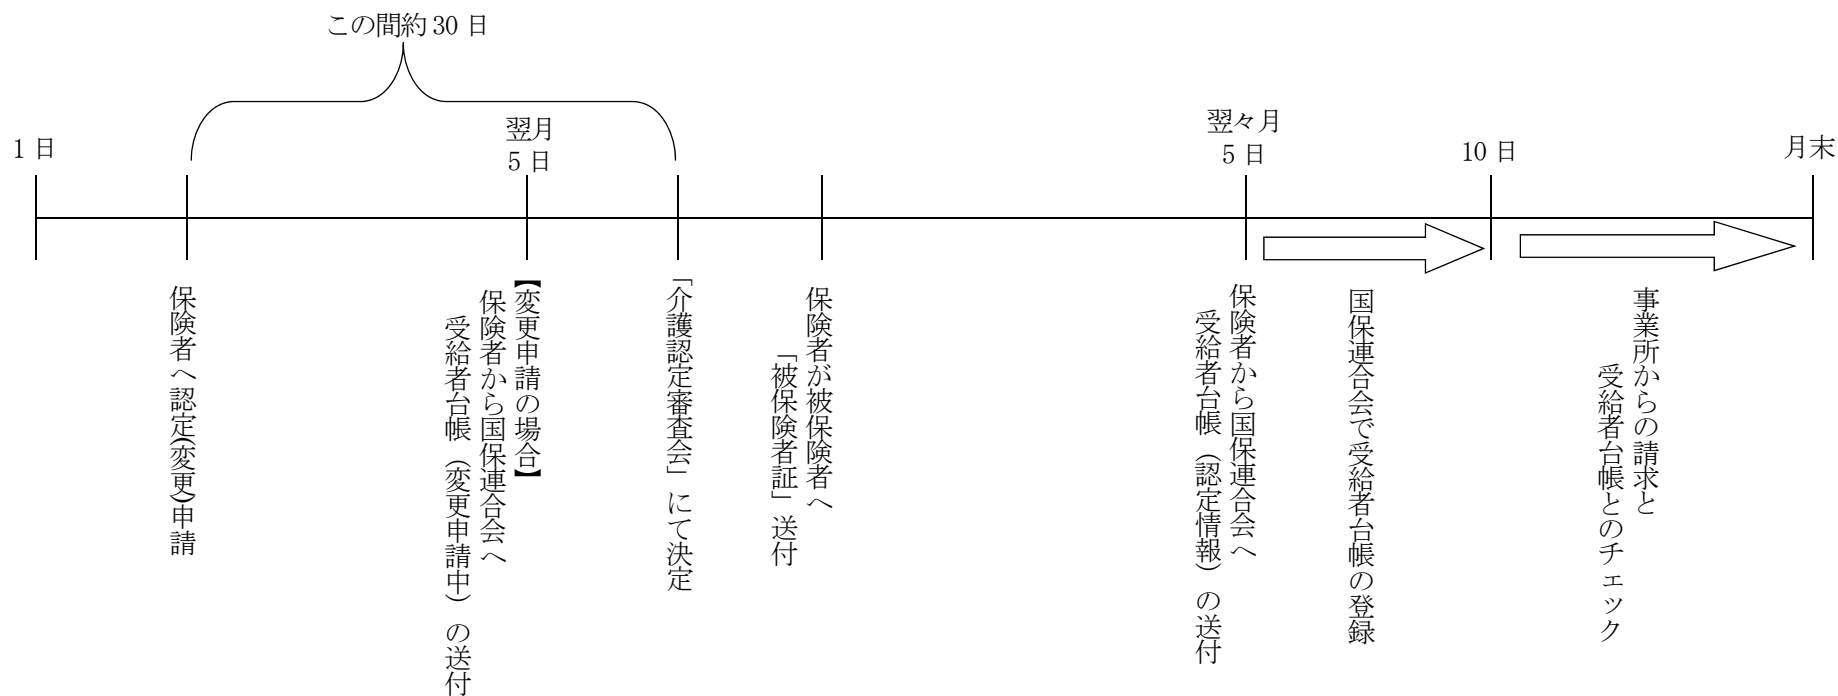 この間約30日
1日
翌月
5日
翌々月
5日
10日
月末
保険者へ認定(変更)申請
【変更申請の場合】
保険者から国保連合会へ
受給者台帳（変更申請中）の送付
「介護認定審査会」にて決定
保険者が被保険者へ
「被保険者証」送付
保険者から国保連合会へ
受給者台帳（認定情報）の送付
国保連合会で受給者台帳の登録
事業所からの請求と
受給者台帳とのチェック